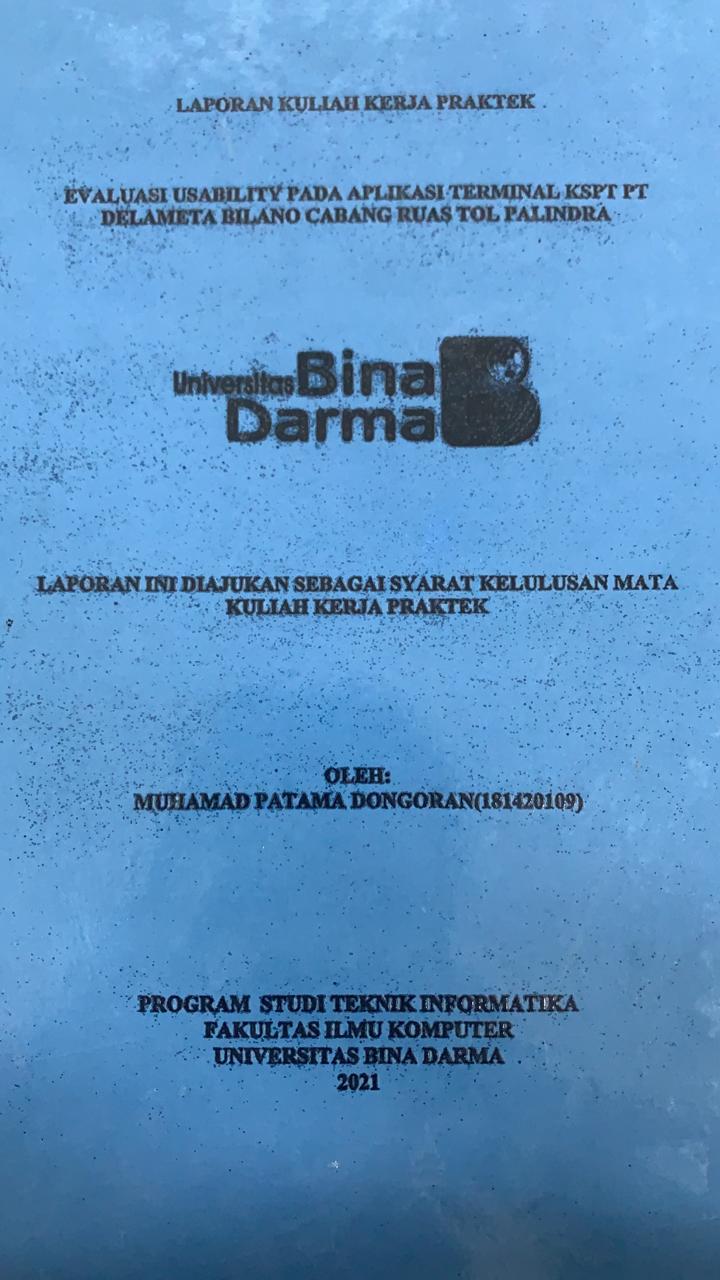 LAPORAN KULIAH KERJA PRAKTEK
EVALUASI USABILITY PADA APLIKASI TERMINAL KSPT PT
DELAMETA BILANO CABANG RUAS TOL PALINDRA
Universitas Bina
Darma
LAPORAN INI DIAJUKAN SEBAGAI SYARAT KELULUSAN MATA
KULIAH KERJA PRAKTEK
OLEH:
MUHAMAD PATAMA DONGORAN(181420109)
PROGRAM STUDI TEKNIK INFORMATIKA
FAKULTAS ILMU KOMPUTER
UNIVERSITAS BINA DARMA
2021